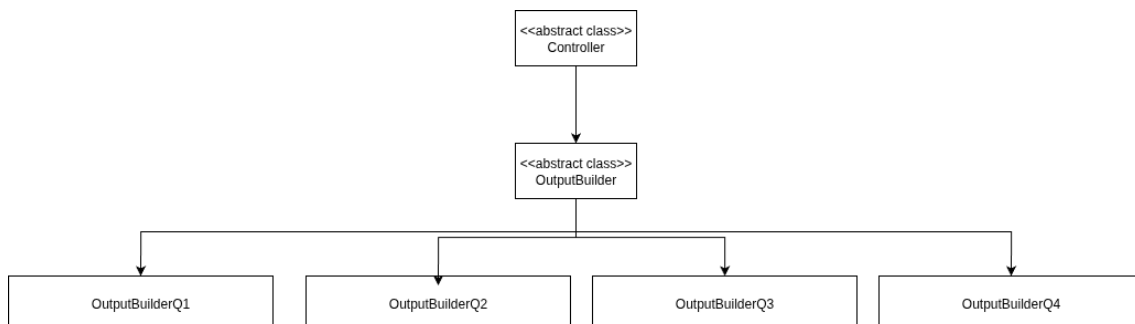 <<abstract class>>
Controller
<<abstract class>>
OutputBuilder
OutputBuilderQ1
OutputBuilderQ2
OutputBuilderQ3
OutputBuilderQ4